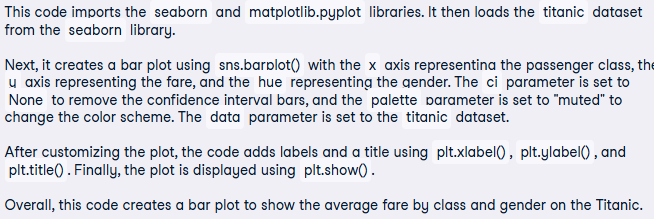 This code imports the seaborn and matplotlib.pyplot libraries. It then loads the titanic dataset
from the seaborn library.
Next, it creates a bar plot using sns.barplot() with the x axis representing the passenger class, the
y axis representing the fare, and the hue representing the gender. The ci parameter is set to
None to remove the confidence interval bars, and the palette parameter is set to "muted" to
change the color scheme. The data parameter is set to the titanic dataset.
After customizing the plot, the code adds labels and a title using plt.xlabel() , plt.ylabel() , and
plt.title() . Finally, the plot is displayed using plt.show() .
Overall, this code creates a bar plot to show the average fare by class and gender on the Titanic.